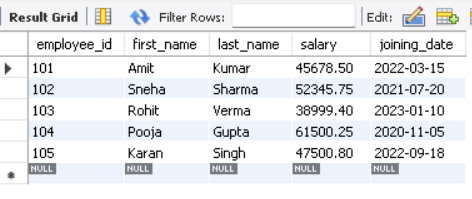 Result Grid Filter Rows: Edit:
employee_id first_name last_name salary joining_date
101 Amit Kumar 45678.50 2022-03-15
102 Sneha Sharma 52345.75 2021-07-20
103 Rohit Verma 38999.40 2023-01-10
104 Pooja Gupta 61500.25 2020-11-05
105 Karan Singh 47500.80 2022-09-18
NULL NULL NULL NULL NULL